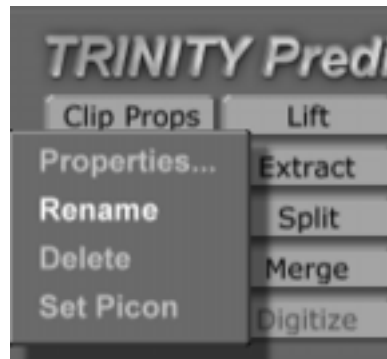 TRINITY Predi
Clip Props
Lift
Properties...
Rename
Delete
Set Picon
Extract
Split
Merge
Digitize